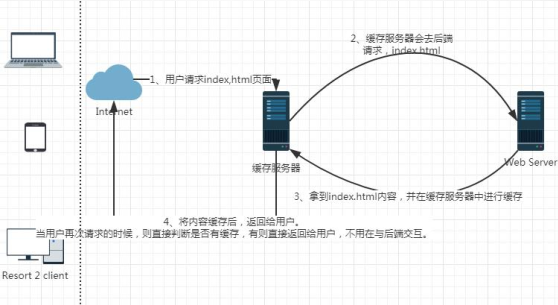 2、缓存服务器会去后端
请求，index.html
1、用户请求index,html页面
Internet
缓存服务器
Web Server
3、拿到index.html内容，并在缓存服务器中进行缓存
4、将内容缓存后，返回给用户。
当用户再次请求的时候，则直接判断是否有缓存，有则直接返回给用户，不用在与后端交互。
Resort 2 client